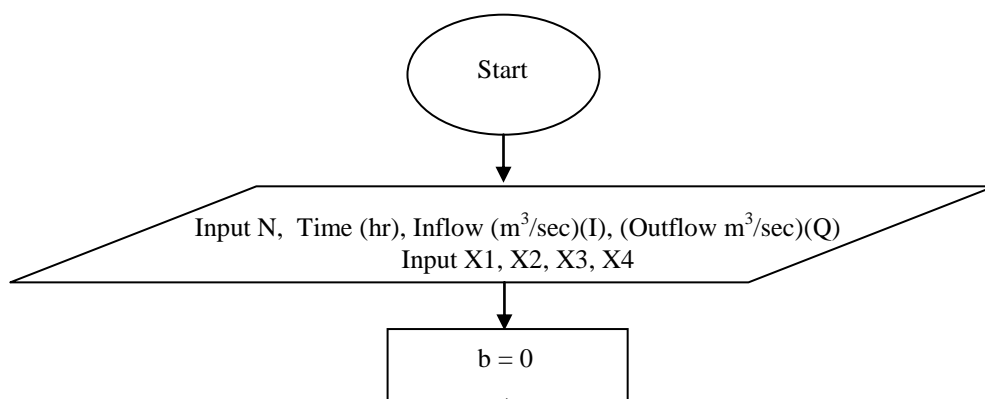 Start
Input N, Time (hr), Inflow (m³/sec)(I), (Outflow m³/sec)(Q)
Input X1, X2, X3, X4
b = 0